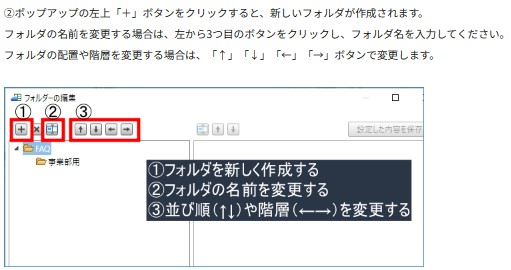 ②ポップアップの左上「＋」ボタンをクリックすると、新しいフォルダが作成されます。
フォルダの名前を変更する場合は、左から3つ目のボタンをクリックし、フォルダ名を入力してください。
フォルダの配置や階層を変更する場合は、「↑」「↓」「←」「→」ボタンで変更します。
フォルダーの編集
① ② ③
設定した内容を保存
FAQ
事業部用
①フォルダを新しく作成する
②フォルダの名前を変更する
③並び順(↑↓)や階層(←→)を変更する